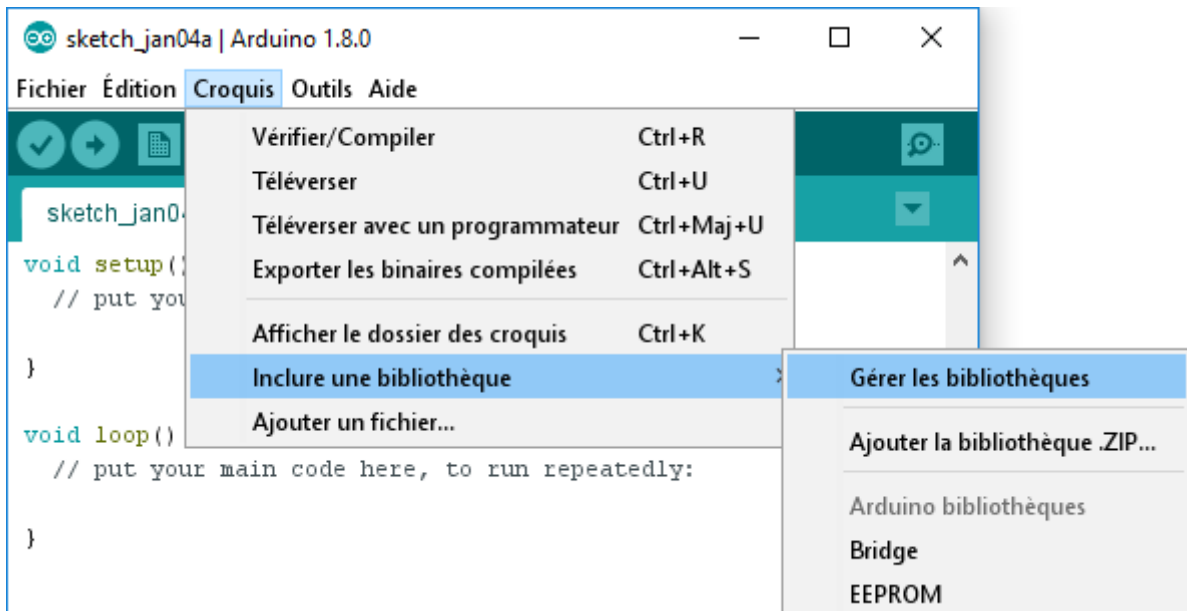 sketch_jan04a | Arduino 1.8.0
Fichier Édition Croquis Outils Aide
Vérifier/Compiler Ctrl+R
Téléverser Ctrl+U
Téléverser avec un programmateur Ctrl+Maj+U
Exporter les binaires compilées Ctrl+Alt+S
Afficher le dossier des croquis Ctrl+K
Inclure une bibliothèque
Ajouter un fichier...
Gérer les bibliothèques
Ajouter la bibliothèque .ZIP...
Arduino bibliothèques
Bridge
EEPROM
sketch_jan04
void setup()
// put you
}
void loop()
// put your main code here, to run repeatedly:
}